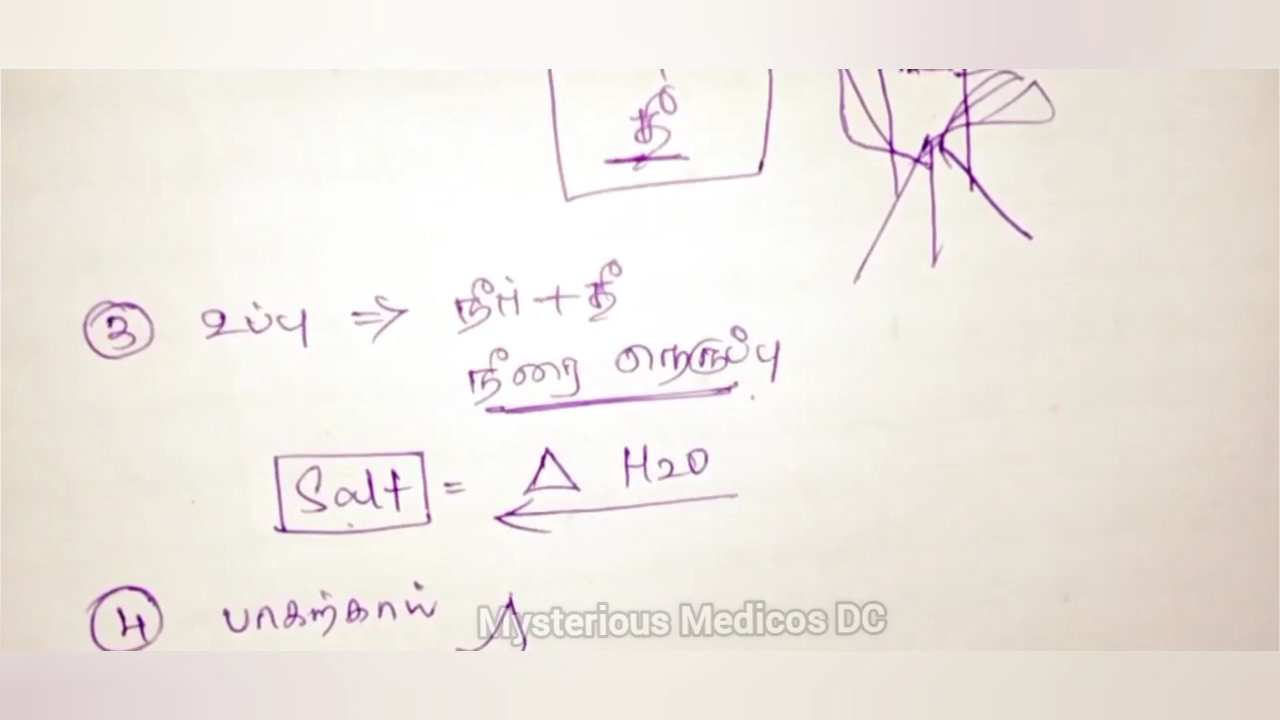 தீ
③ உப்பு ⇒ நீர் + தீ
நீரை நெருப்பு
Salt = Δ H2O
④ பாகற்காய்
Mysterious Medicos DC